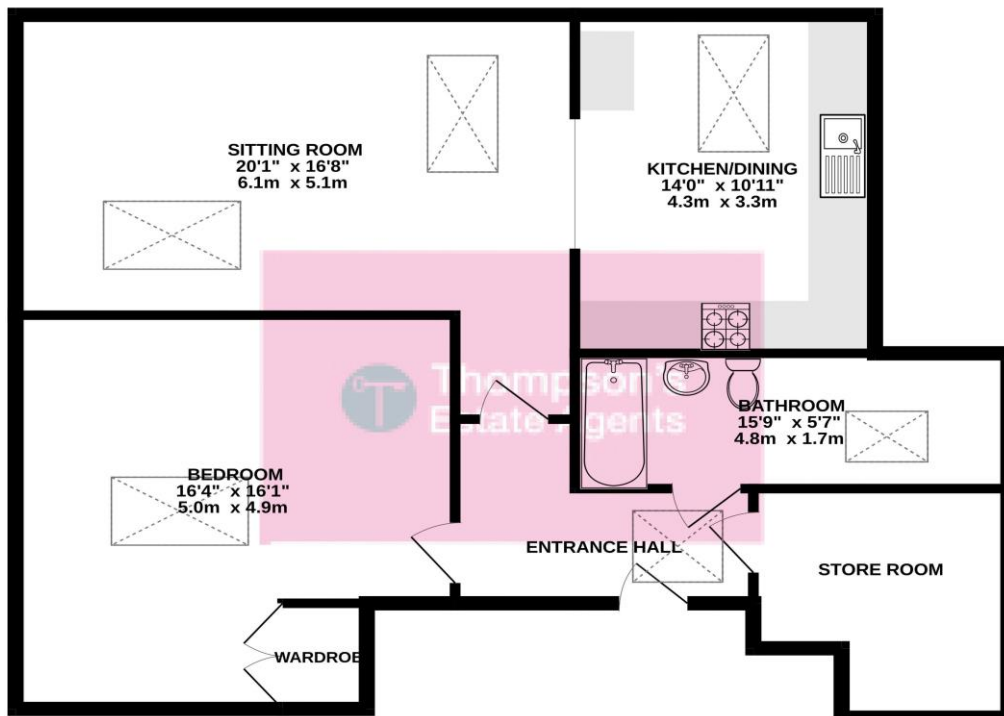 SITTING ROOM
20'1" x 16'8"
6.1m x 5.1m
KITCHEN/DINING
14'0" x 10'11"
4.3m x 3.3m
Thompson's
Estate Agents
BATHROOM
15'9" x 5'7"
4.8m x 1.7m
BEDROOM
16'4" x 16'1"
5.0m x 4.9m
ENTRANCE HALL
STORE ROOM
WARDROBE